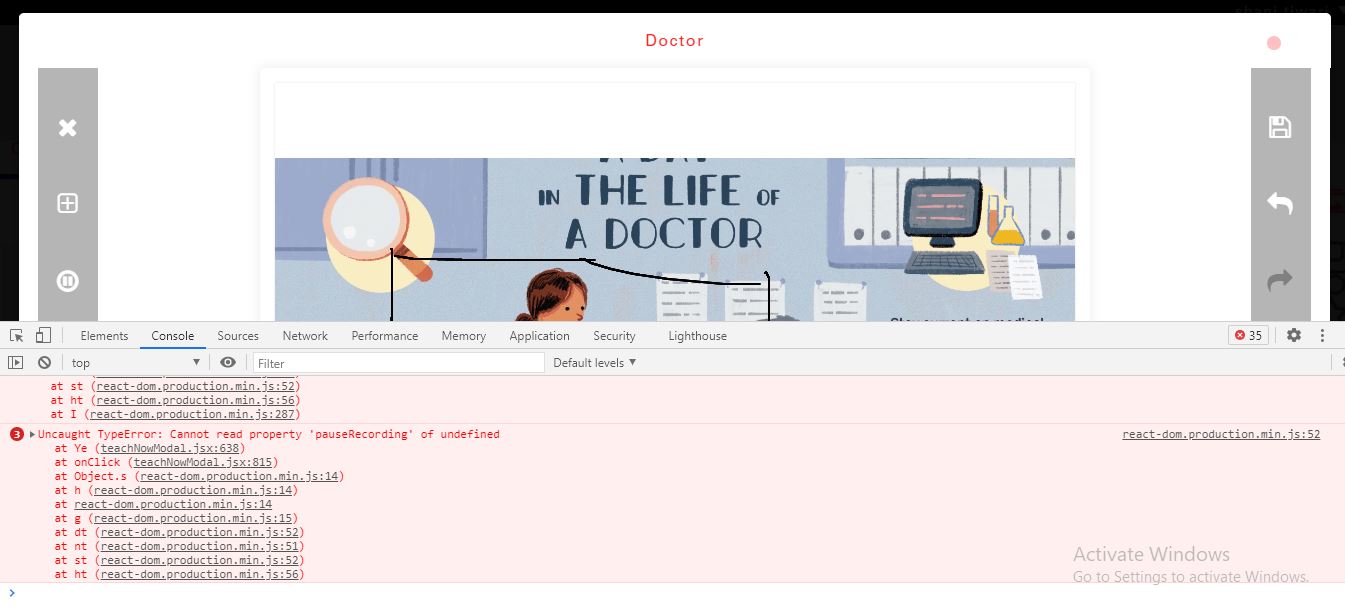 Doctor
A DAY
IN THE LIFE OF
A DOCTOR
Elements Console Sources Network Performance Memory Application Security Lighthouse 35
top Filter Default levels
at st (react-dom.production.min.js:52)
at ht (react-dom.production.min.js:56)
at I (react-dom.production.min.js:287)
3 Uncaught TypeError: Cannot read property 'pauseRecording' of undefined react-dom.production.min.js:52
at Ye (teachNowModal.jsx:638)
at onClick (teachNowModal.jsx:815)
at Object.s (react-dom.production.min.js:14)
at h (react-dom.production.min.js:14)
at react-dom.production.min.js:14
at g (react-dom.production.min.js:15)
at dt (react-dom.production.min.js:52)
at nt (react-dom.production.min.js:51)
at st (react-dom.production.min.js:52)
at ht (react-dom.production.min.js:56)
Activate Windows
Go to Settings to activate Windows.